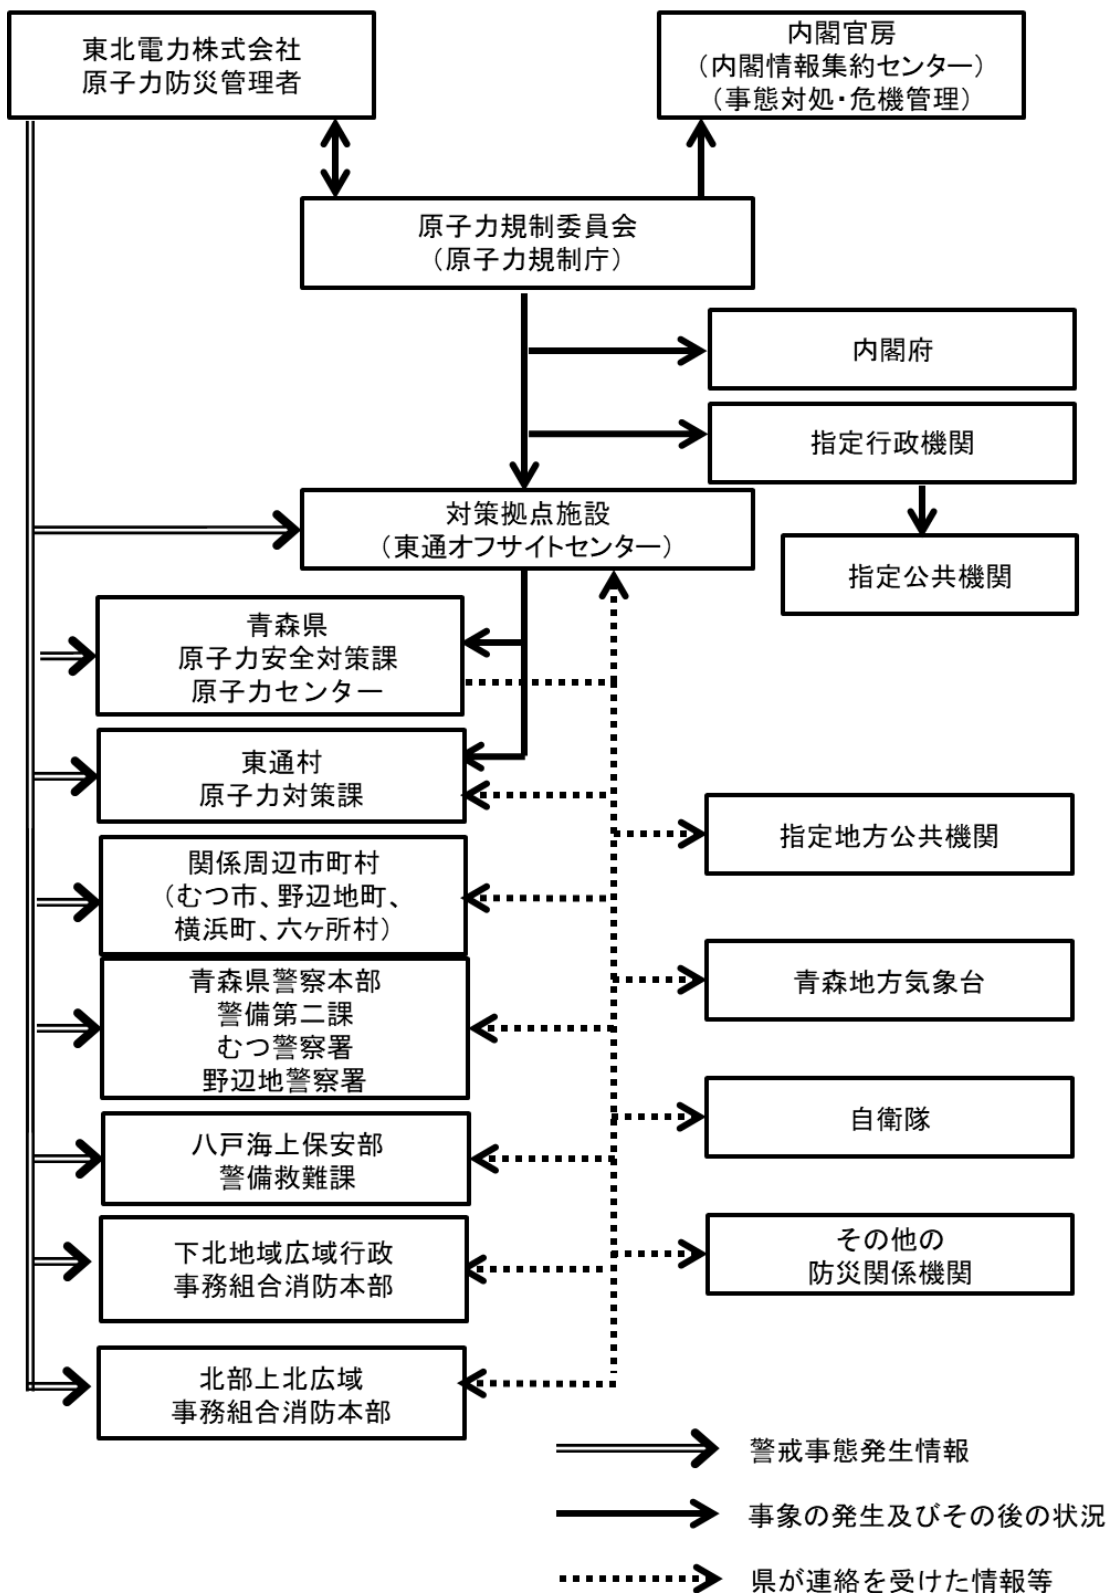 東北電力株式会社
原子力防災管理者
内閣官房
（内閣情報集約センター）
（事態対処・危機管理）
原子力規制委員会
（原子力規制庁）
内閣府
指定行政機関
対策拠点施設
（東通オフサイトセンター）
指定公共機関
青森県
原子力安全対策課
原子力センター
東通村
原子力対策課
関係周辺市町村
（むつ市、野辺地町、
横浜町、六ヶ所村）
指定地方公共機関
青森県警察本部
警備第二課
むつ警察署
野辺地警察署
青森地方気象台
八戸海上保安部
警備救難課
自衛隊
下北地域広域行政
事務組合消防本部
その他の
防災関係機関
北部上北広域
事務組合消防本部
警戒事態発生情報
事象の発生及びその後の状況
県が連絡を受けた情報等